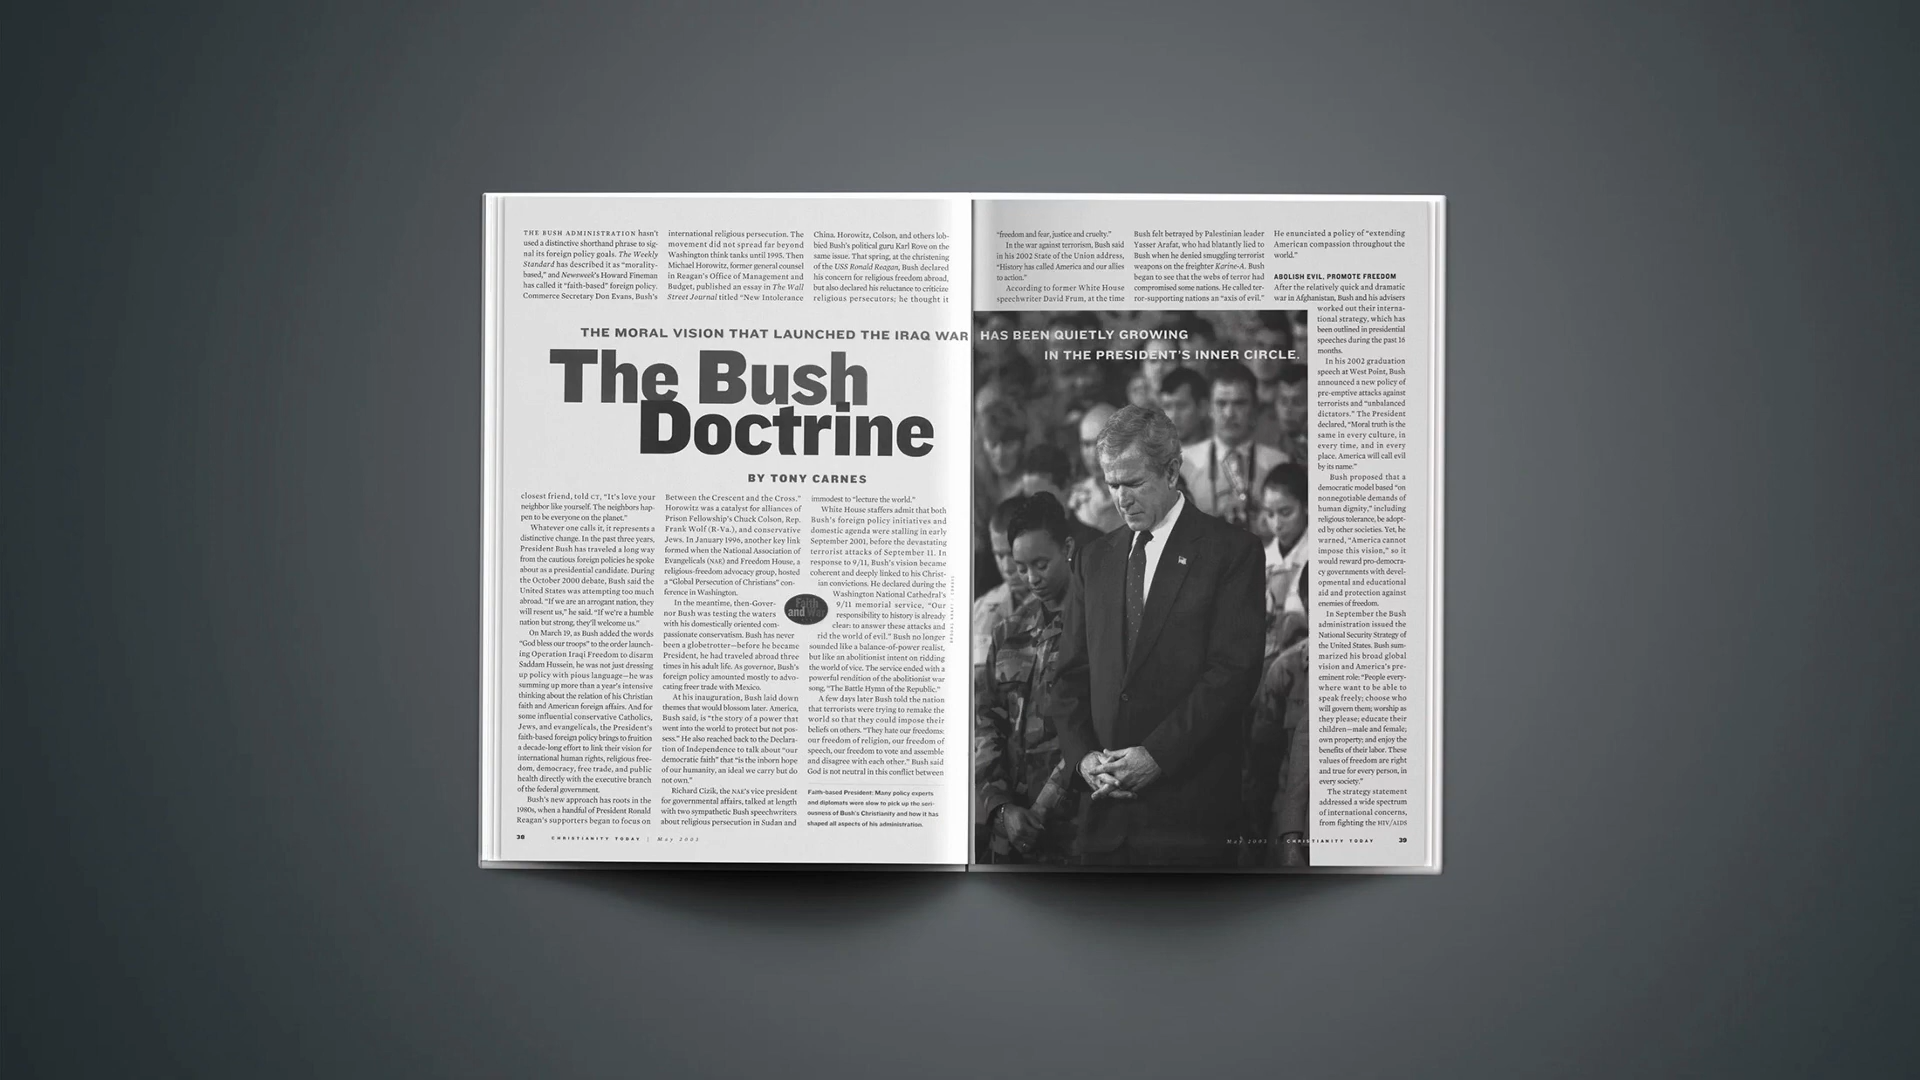 THE BUSH ADMINISTRATION hasn't
used a distinctive shorthand phrase to sig-
nal its foreign policy goals. The Weekly
Standard has described it as "morality-
based," and Newsweek's Howard Fineman
has called it "faith-based" foreign policy.
Commerce Secretary Don Evans, Bush's
international religious persecution. The
movement did not spread far beyond
Washington think tanks until 1995. Then
Michael Horowitz, former general counsel
in Reagan's Office of Management and
Budget, published an essay in The Wall
Street Journal titled "New Intolerance
China. Horowitz, Colson, and others lob-
bied Bush's political guru Karl Rove on the
same issue. That spring, at the christening
of the USS Ronald Reagan, Bush declared
his concern for religious freedom abroad,
but also declared his reluctance to criticize
religious persecutors; he thought it
THE MORAL VISION THAT LAUNCHED THE IRAQ WAR HAS BEEN QUIETLY GROWING
IN THE PRESIDENT'S INNER CIRCLE.
The Bush
Doctrine
BY TONY CARNES
closest friend, told CT, "It's love your
neighbor like yourself. The neighbors hap-
pen to be everyone on the planet."
Whatever one calls it, it represents a
distinctive change. In the past three years,
President Bush has traveled a long way
from the cautious foreign policies he spoke
about as a presidential candidate. During
the October 2000 debate, Bush said the
United States was attempting too much
abroad. "If we are an arrogant nation, they
will resent us," he said. "If we're a humble
nation but strong, they'll welcome us."
On March 19, as Bush added the words
"God bless our troops" to the order launch-
ing Operation Iraqi Freedom to disarm
Saddam Hussein, he was not just dressing
up policy with pious language—he was
summing up more than a year's intensive
thinking about the relation of his Christian
faith and American foreign affairs. And for
some influential conservative Catholics,
Jews, and evangelicals, the President's
faith-based foreign policy brings to fruition
a decade-long effort to link their vision for
international human rights, religious free-
dom, democracy, free trade, and public
health directly with the executive branch
of the federal government.
Bush's new approach has roots in the
1980s, when a handful of President Ronald
Reagan's supporters began to focus on
Between the Crescent and the Cross."
Horowitz was a catalyst for alliances of
Prison Fellowship's Chuck Colson, Rep.
Frank Wolf (R-Va.), and conservative
Jews. In January 1996, another key link
formed when the National Association of
Evangelicals (NAE) and Freedom House, a
religious-freedom advocacy group, hosted
a "Global Persecution of Christians" con-
ference in Washington.
In the meantime, then-Gover-
nor Bush was testing the waters
with his domestically oriented com-
passionate conservatism. Bush has never
been a globetrotter—before he became
President, he had traveled abroad three
times in his adult life. As governor, Bush's
foreign policy amounted mostly to advo-
cating freer trade with Mexico.
At his inauguration, Bush laid down
themes that would blossom later. America,
Bush said, is "the story of a power that
went into the world to protect but not pos-
sess." He also reached back to the Declara-
tion of Independence to talk about "our
democratic faith" that "is the inborn hope
of our humanity, an ideal we carry but do
not own."
Richard Cizik, the NAE's vice president
for governmental affairs, talked at length
with two sympathetic Bush speechwriters
about religious persecution in Sudan and
Faith
and War
immodest to "lecture the world."
White House staffers admit that both
Bush's foreign policy initiatives and
domestic agenda were stalling in early
September 2001, before the devastating
terrorist attacks of September 11. In
response to 9/11, Bush's vision became
coherent and deeply linked to his Christ-
ian convictions. He declared during the
Washington National Cathedral's
9/11 memorial service, "Our
responsibility to history is already
clear: to answer these attacks and
rid the world of evil." Bush no longer
sounded like a balance-of-power realist,
but like an abolitionist intent on ridding
the world of vice. The service ended with a
powerful rendition of the abolitionist war
song, "The Battle Hymn of the Republic."
A few days later Bush told the nation
that terrorists were trying to remake the
world so that they could impose their
beliefs on others. "They hate our freedoms:
our freedom of religion, our freedom of
speech, our freedom to vote and assemble
and disagree with each other." Bush said
God is not neutral in this conflict between
Faith-based President: Many policy experts
and diplomats were slow to pick up the seri-
ousness of Bush's Christianity and how it has
shaped all aspects of his administration.
38 CHRISTIANITY TODAY | May 2003
"freedom and fear, justice and cruelty."
In the war against terrorism, Bush said
in his 2002 State of the Union address,
"History has called America and our allies
to action."
According to former White House
speechwriter David Frum, at the time
Bush felt betrayed by Palestinian leader
Yasser Arafat, who had blatantly lied to
Bush when he denied smuggling terrorist
weapons on the freighter Karine-A. Bush
began to see that the webs of terror had
compromised some nations. He called ter-
ror-supporting nations an "axis of evil."
He enunciated a policy of "extending
American compassion throughout the
world."
ABOLISH EVIL, PROMOTE FREEDOM
After the relatively quick and dramatic
war in Afghanistan, Bush and his advisers
worked out their interna-
tional strategy, which has
been outlined in presidential
speeches during the past 16
months.
In his 2002 graduation
speech at West Point, Bush
announced a new policy of
pre-emptive attacks against
terrorists and "unbalanced
dictators." The President
declared, "Moral truth is the
same in every culture, in
every time, and in every
place. America will call evil
by its name."
Bush proposed that a
democratic model based "on
nonnegotiable demands of
human dignity," including
religious tolerance, be adopt-
ed by other societies. Yet, he
warned, "America cannot
impose this vision," so it
would reward pro-democra-
cy governments with devel-
opmental and educational
aid and protection against
enemies of freedom.
In September the Bush
administration issued the
National Security Strategy of
the United States. Bush sum-
marized his broad global
vision and America's pre-
eminent role: "People every-
where want to be able to
speak freely; choose who
will govern them; worship as
they please; educate their
children—male and female;
own property; and enjoy the
benefits of their labor. These
values of freedom are right
and true for every person, in
every society."
The strategy statement
addressed a wide spectrum
of international concerns,
from fighting the HIV/AIDS
May 2003 | CHRISTIANITY TODAY 39